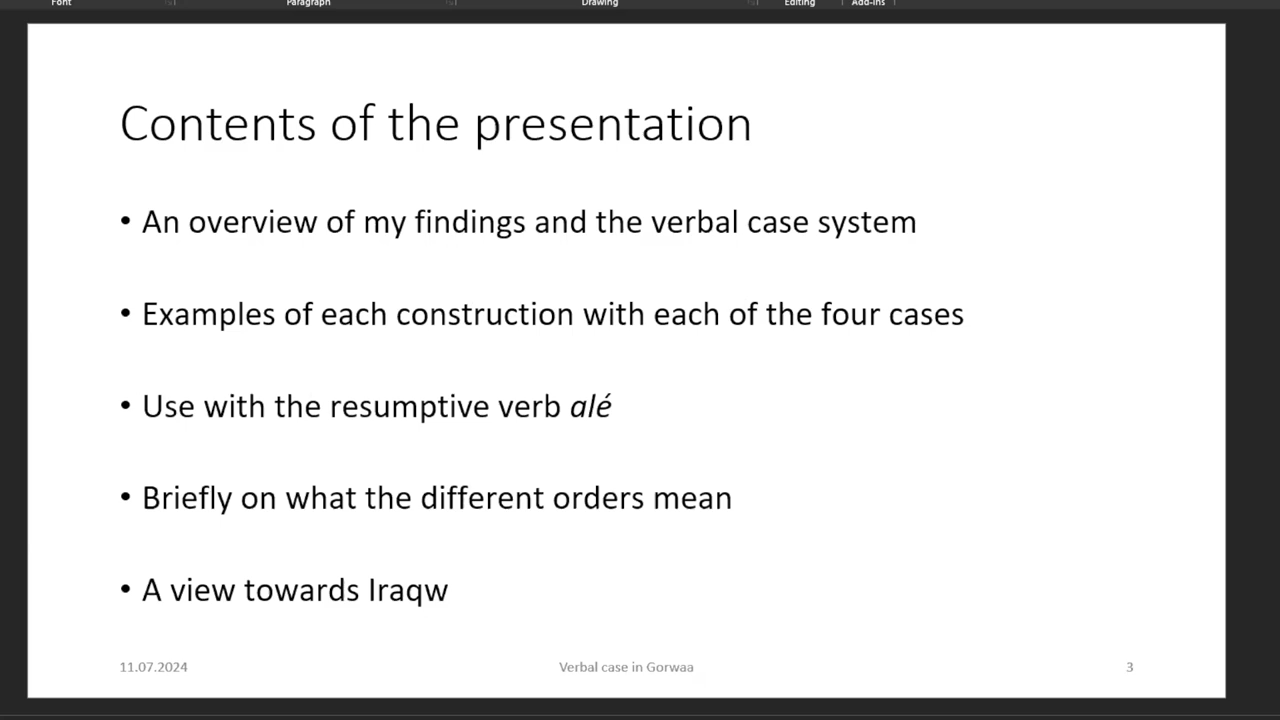 Font Paragraph Drawing Editing Add-ins
Contents of the presentation
• An overview of my findings and the verbal case system
• Examples of each construction with each of the four cases
• Use with the resumptive verb alé
• Briefly on what the different orders mean
• A view towards Iraqw
11.07.2024 Verbal case in Gorwaa 3